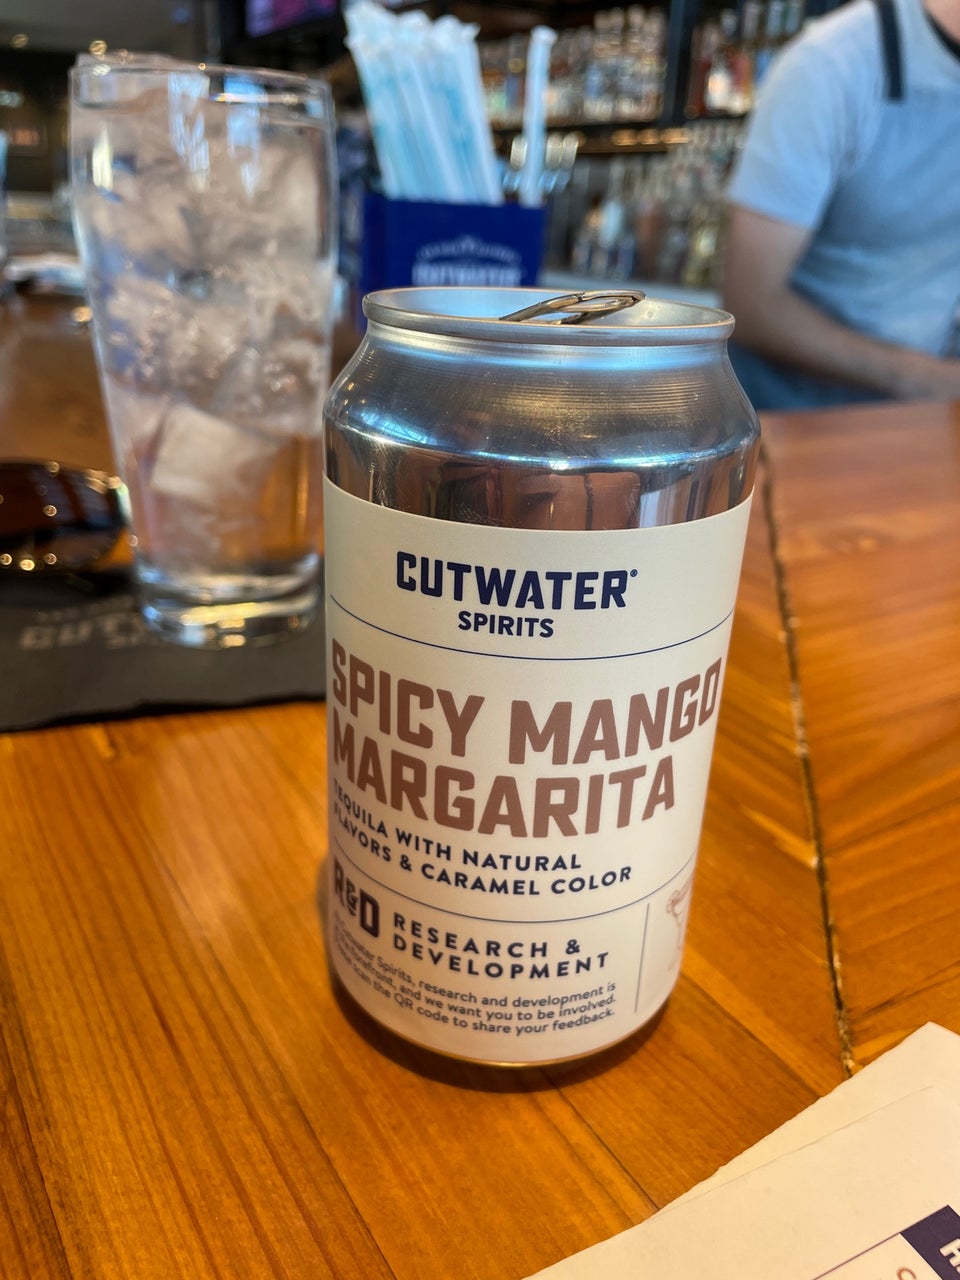 CUTWATER
CUTWATER®
SPIRITS
SPICY MANGO
MARGARITA
TEQUILA WITH NATURAL
FLAVORS & CARAMEL COLOR
R&D
RESEARCH &
DEVELOPMENT
Cutwater Spirits, research and development is
storefront, and we want you to be involved.
scan the QR code to share your feedback.